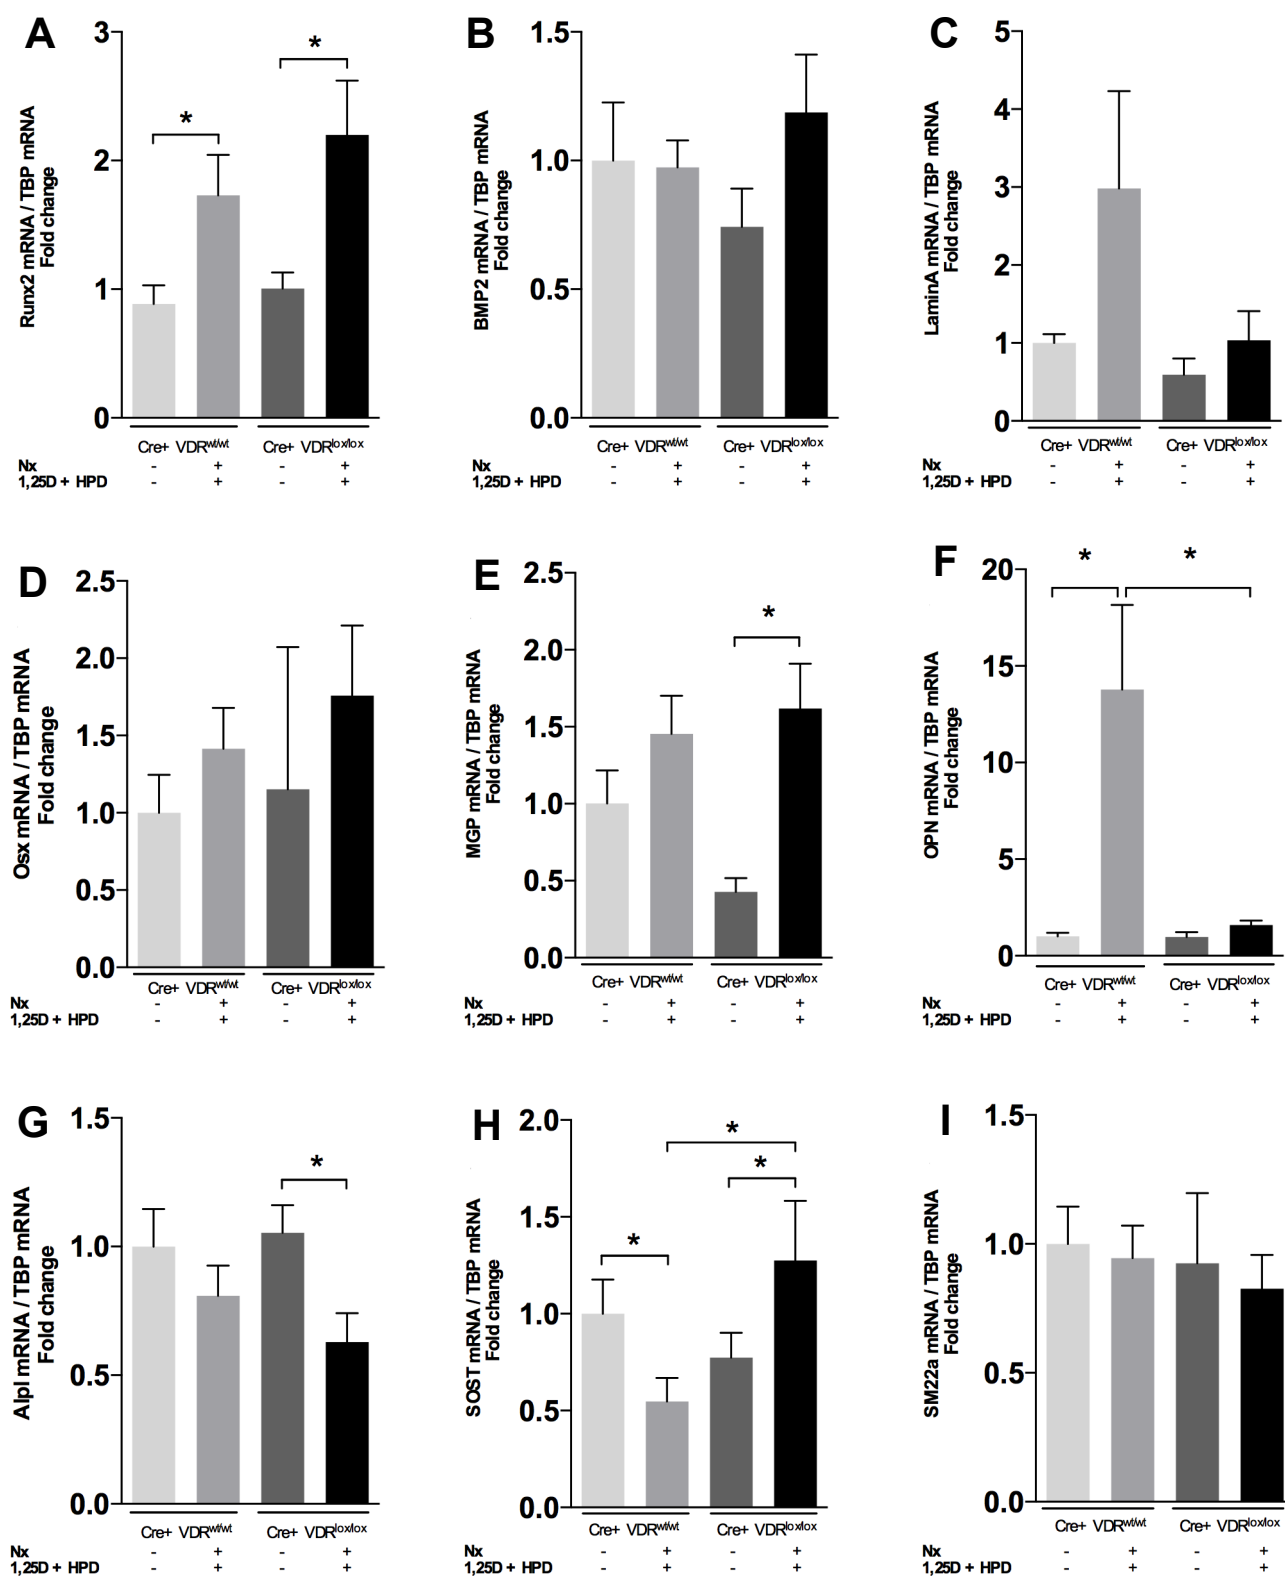 A
3
2
1
0
Runx2 mRNA / TBP mRNA
Fold change
*
*
Cre+ VDRwt/wt
Cre+ VDRlox/lox
Nx - + - +
1,25D + HPD - + - +
B
1.5
1.0
0.5
0.0
BMP2 mRNA / TBP mRNA
Fold change
Cre+ VDRwt/wt
Cre+ VDRlox/lox
Nx - + - +
1,25D + HPD - + - +
C
5
4
3
2
1
0
LaminA mRNA / TBP mRNA
Fold change
Cre+ VDRwt/wt
Cre+ VDRlox/lox
Nx - + - +
1,25D + HPD - + - +
D
2.5
2.0
1.5
1.0
0.5
0.0
Osx mRNA / TBP mRNA
Fold change
Cre+ VDRwt/wt
Cre+ VDRlox/lox
Nx - + - +
1,25D + HPD - + - +
E
2.5
2.0
1.5
1.0
0.5
0.0
MGP mRNA / TBP mRNA
Fold change
*
Cre+ VDRwt/wt
Cre+ VDRlox/lox
Nx - + - +
1,25D + HPD - + - +
F
20
15
10
5
0
OPN mRNA / TBP mRNA
Fold change
*
*
Cre+ VDRwt/wt
Cre+ VDRlox/lox
Nx - + - +
1,25D + HPD - + - +
G
1.5
1.0
0.5
0.0
Alpl mRNA / TBP mRNA
Fold change
*
Cre+ VDRwt/wt
Cre+ VDRlox/lox
Nx - + - +
1,25D + HPD - + - +
H
2.0
1.5
1.0
0.5
0.0
SOST mRNA / TBP mRNA
Fold change
*
*
*
Cre+ VDRwt/wt
Cre+ VDRlox/lox
Nx - + - +
1,25D + HPD - + - +
I
1.5
1.0
0.5
0.0
SM22a mRNA / TBP mRNA
Fold change
Cre+ VDRwt/wt
Cre+ VDRlox/lox
Nx - + - +
1,25D + HPD - + - +